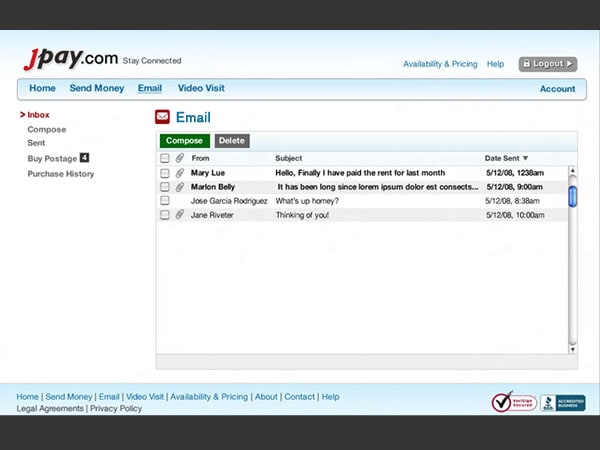 Jpay.com Stay Connected
Availability & Pricing Help Logout
Home Send Money Email Video Visit Account
Inbox
Compose
Sent
Buy Postage 4
Purchase History
Email
Compose Delete
From Subject Date Sent
Mary Lue Hello, Finally I have paid the rent for last month 5/12/08, 1238am
Marlon Belly It has been long since lorem ipsum dolor est consects... 5/12/08, 9:00am
Jose Garcia Rodriguez What's up homey? 5/12/08, 8:38am
Jane Riveter Thinking of you! 5/12/08, 10:00am
Home | Send Money | Email | Video Visit | Availability & Pricing | About | Contact | Help
Legal Agreements | Privacy Policy
VeriSign Secured
BBB ACCREDITED BUSINESS